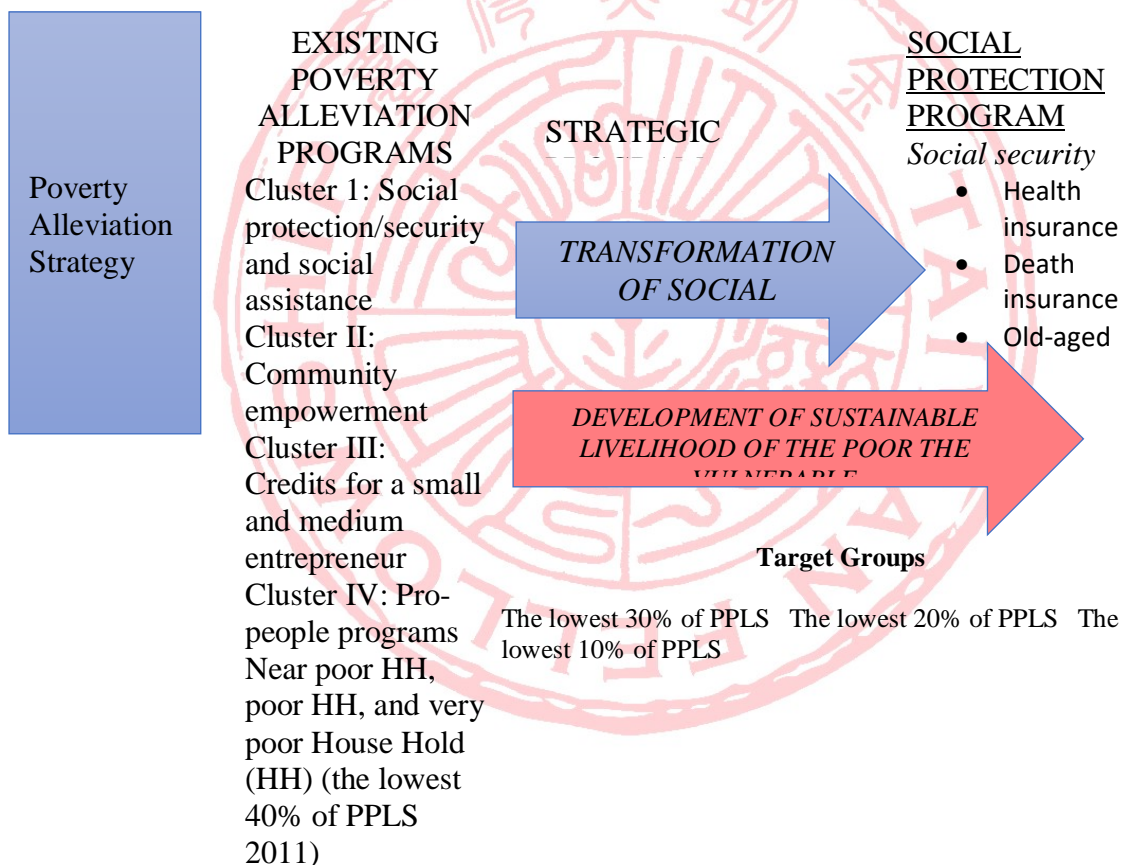 Poverty
Alleviation
Strategy
EXISTING
POVERTY
ALLEVIATION
PROGRAMS
Cluster 1: Social
protection/security
and social
assistance
Cluster II:
Community
empowerment
Cluster III:
Credits for a small
and medium
entrepreneur
Cluster IV: Pro-
people programs
Near poor HH,
poor HH, and very
poor House Hold
(HH) (the lowest
40% of PPLS
2011)
STRATEGIC
TRANSFORMATION
OF SOCIAL
DEVELOPMENT OF SUSTAINABLE
LIVELIHOOD OF THE POOR THE
VULNERABLE
SOCIAL
PROTECTION
PROGRAM
Social security
• Health
insurance
• Death
insurance
• Old-aged
Target Groups
The lowest 30% of PPLS The lowest 20% of PPLS The
lowest 10% of PPLS